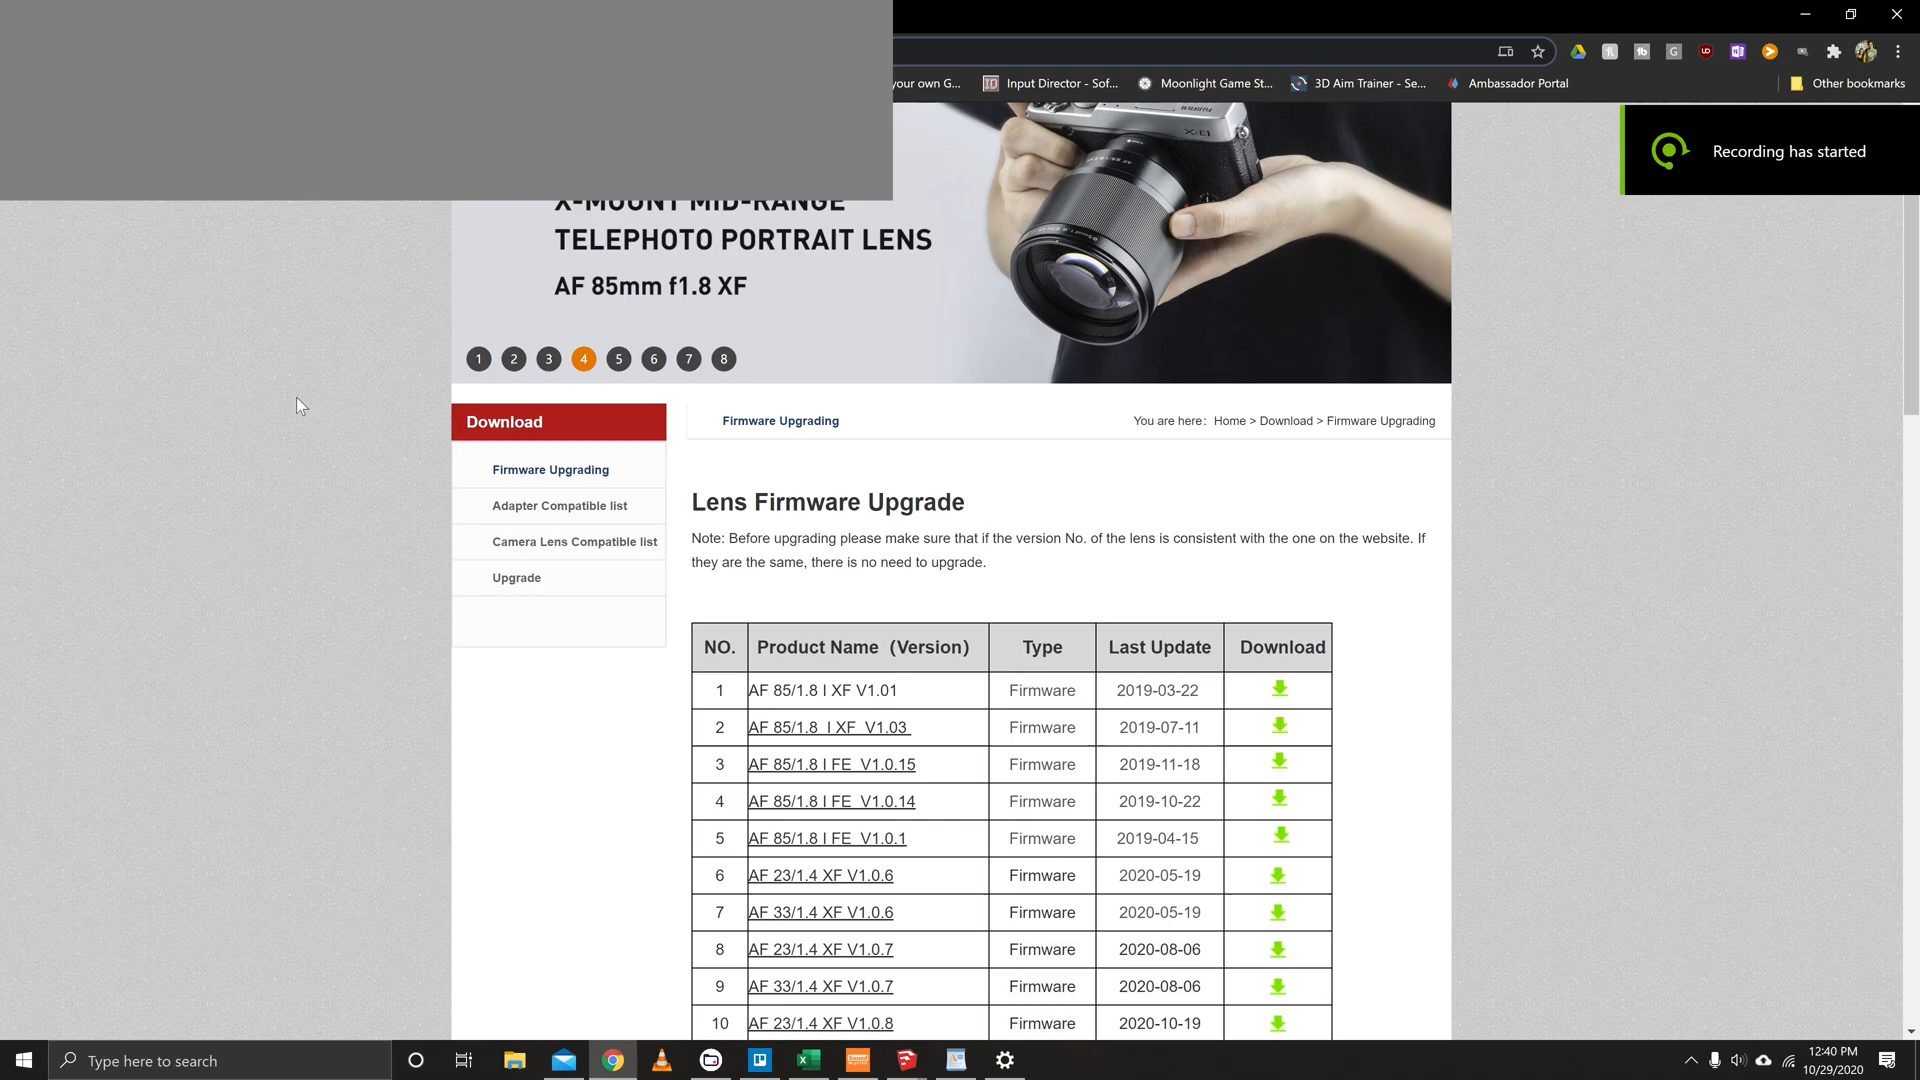 your own G...
Input Director - Sof...
Moonlight Game St...
3D Aim Trainer - Se...
Ambassador Portal
Other bookmarks
Recording has started
X-E1
X-MOUNT MID-RANGE
TELEPHOTO PORTRAIT LENS
AF 85mm f1.8 XF
1 2 3 4 5 6 7 8
Download
Firmware Upgrading
Adapter Compatible list
Camera Lens Compatible list
Upgrade
Firmware Upgrading
You are here: Home > Download > Firmware Upgrading
Lens Firmware Upgrade
Note: Before upgrading please make sure that if the version No. of the lens is consistent with the one on the website. If
they are the same, there is no need to upgrade.
NO. Product Name (Version) Type Last Update Download
1 AF 85/1.8 I XF V1.01 Firmware 2019-03-22
2 AF 85/1.8 I XF V1.03 Firmware 2019-07-11
3 AF 85/1.8 I FE V1.0.15 Firmware 2019-11-18
4 AF 85/1.8 I FE V1.0.14 Firmware 2019-10-22
5 AF 85/1.8 I FE V1.0.1 Firmware 2019-04-15
6 AF 23/1.4 XF V1.0.6 Firmware 2020-05-19
7 AF 33/1.4 XF V1.0.6 Firmware 2020-05-19
8 AF 23/1.4 XF V1.0.7 Firmware 2020-08-06
9 AF 33/1.4 XF V1.0.7 Firmware 2020-08-06
10 AF 23/1.4 XF V1.0.8 Firmware 2020-10-19
Type here to search
12:40 PM
10/29/2020